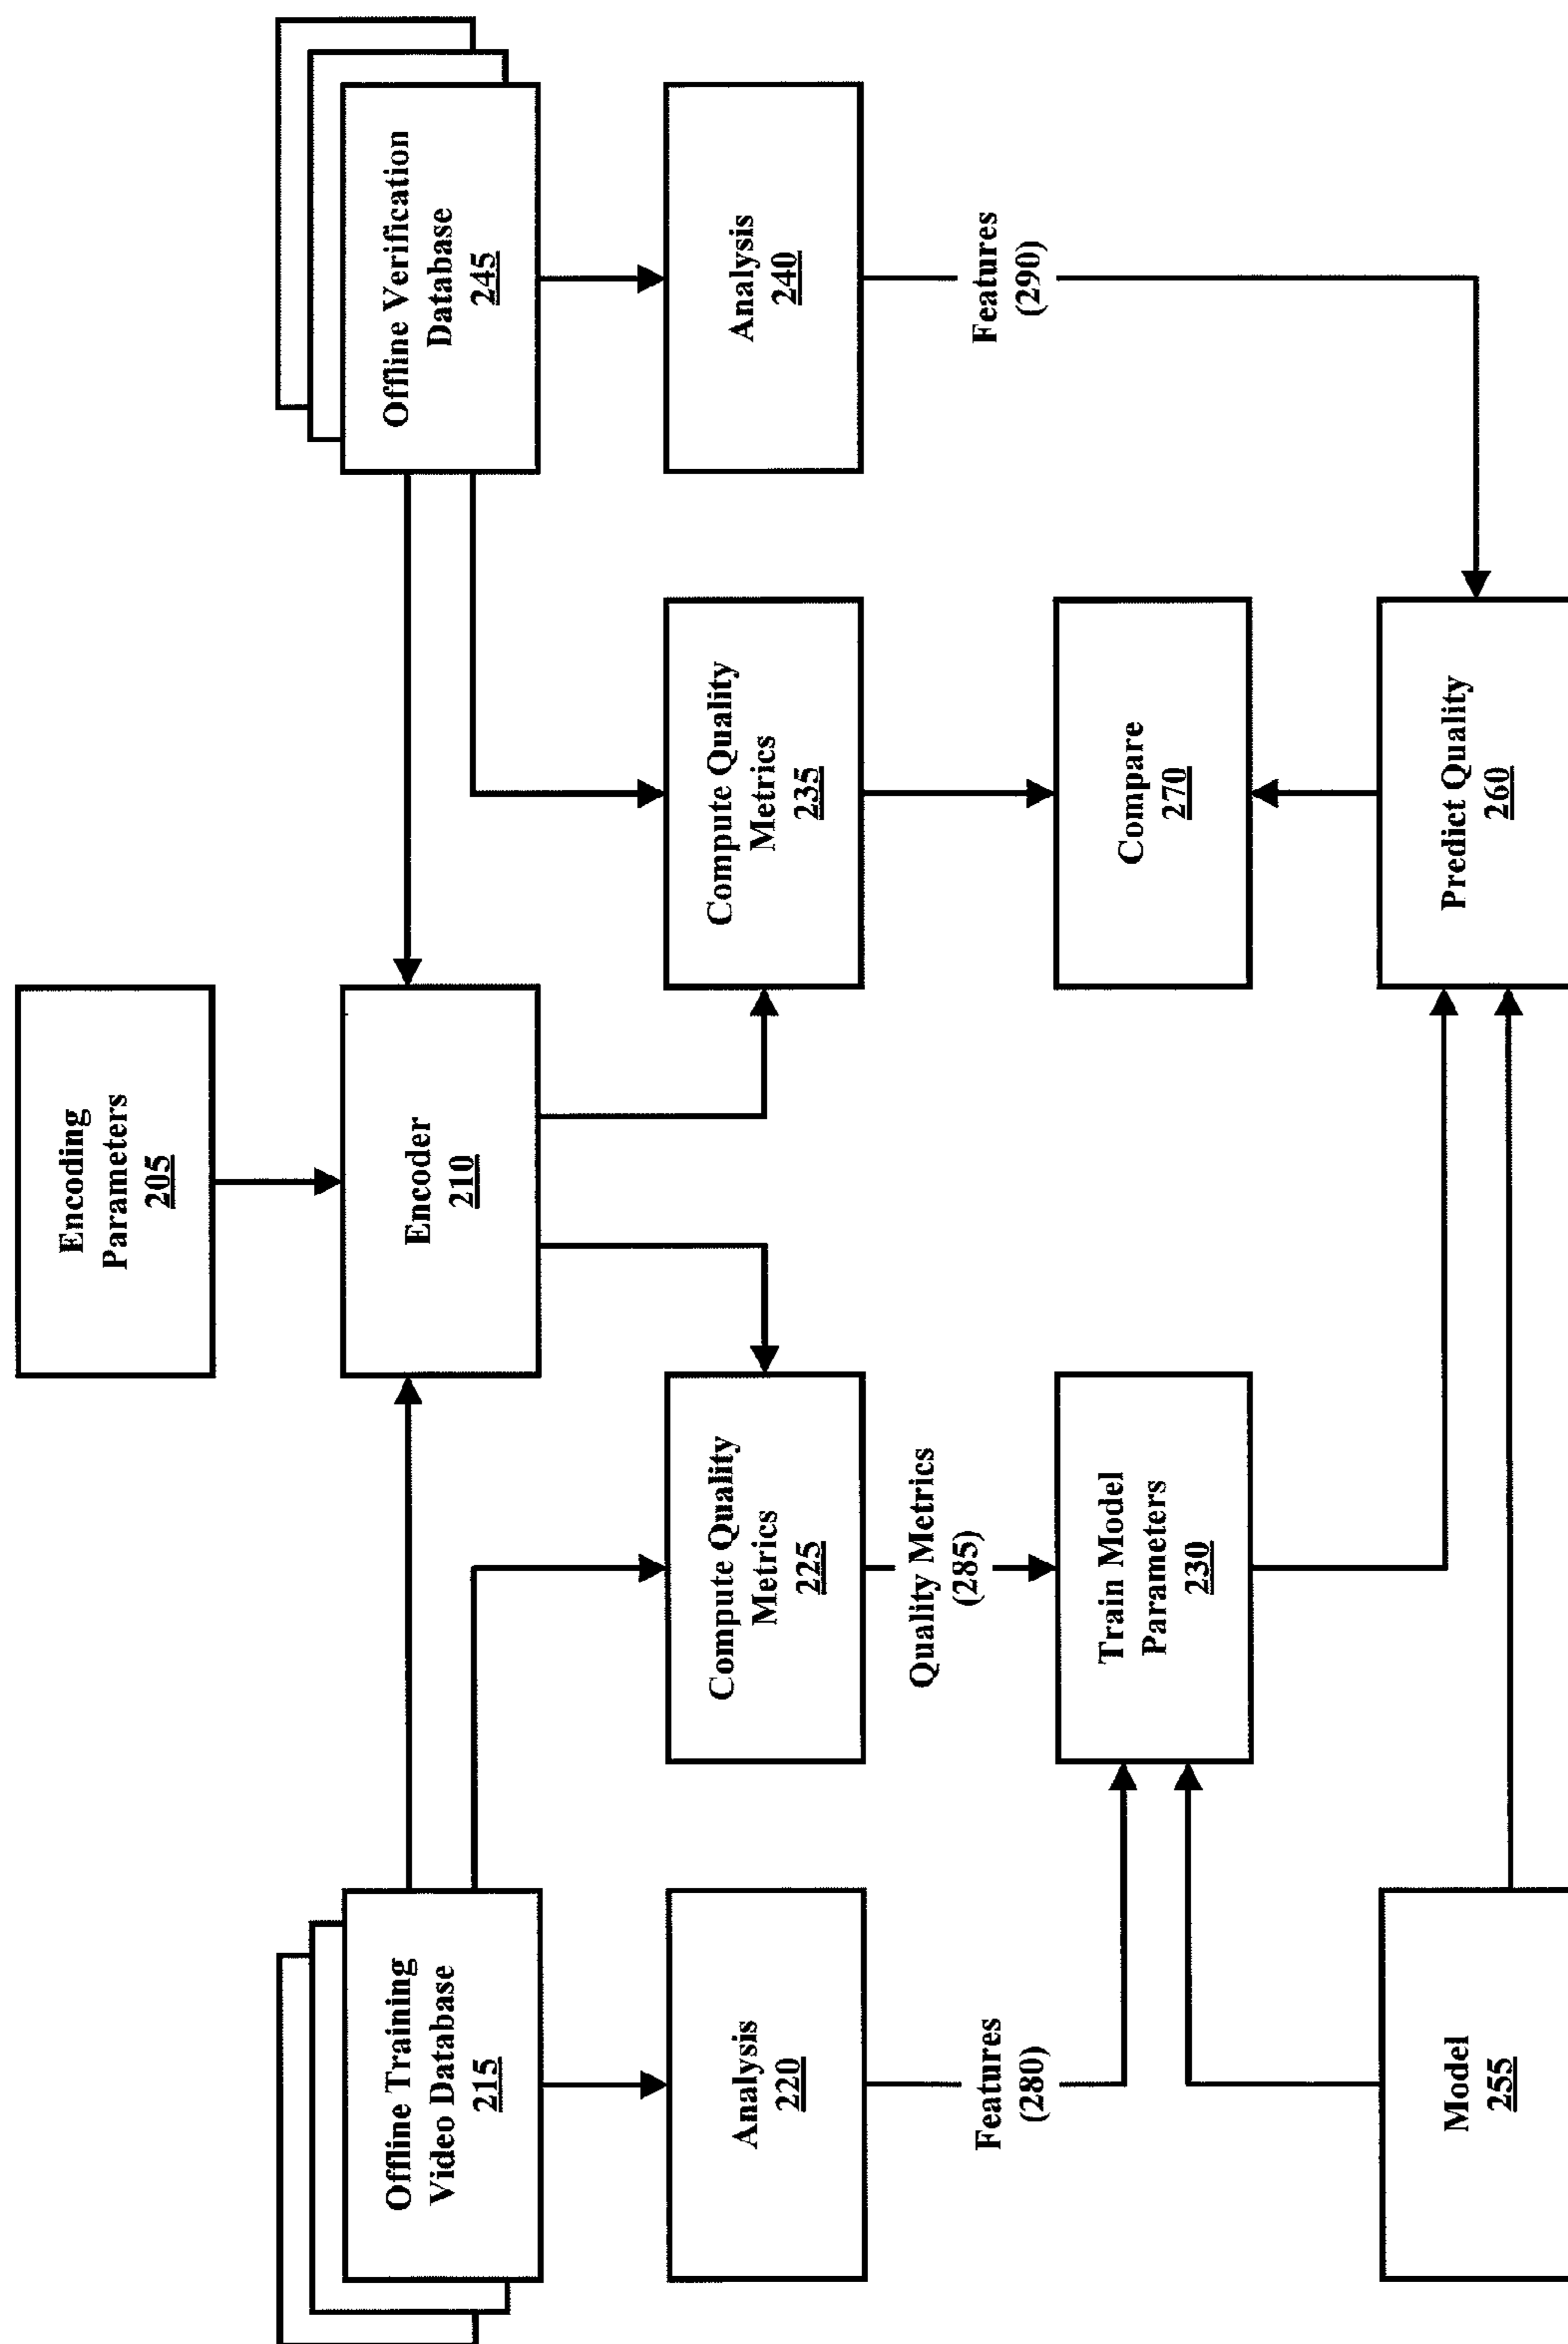 Encoding
Parameters
205
Offline Training
Video Database
215
Encoder
210
Offline Verification
Database
245
Analysis
220
Compute Quality
Metrics
225
Compute Quality
Metrics
235
Analysis
240
Quality Metrics
(285)
Features
(280)
Features
(290)
Train Model
Parameters
230
Compare
270
Model
255
Predict Quality
260